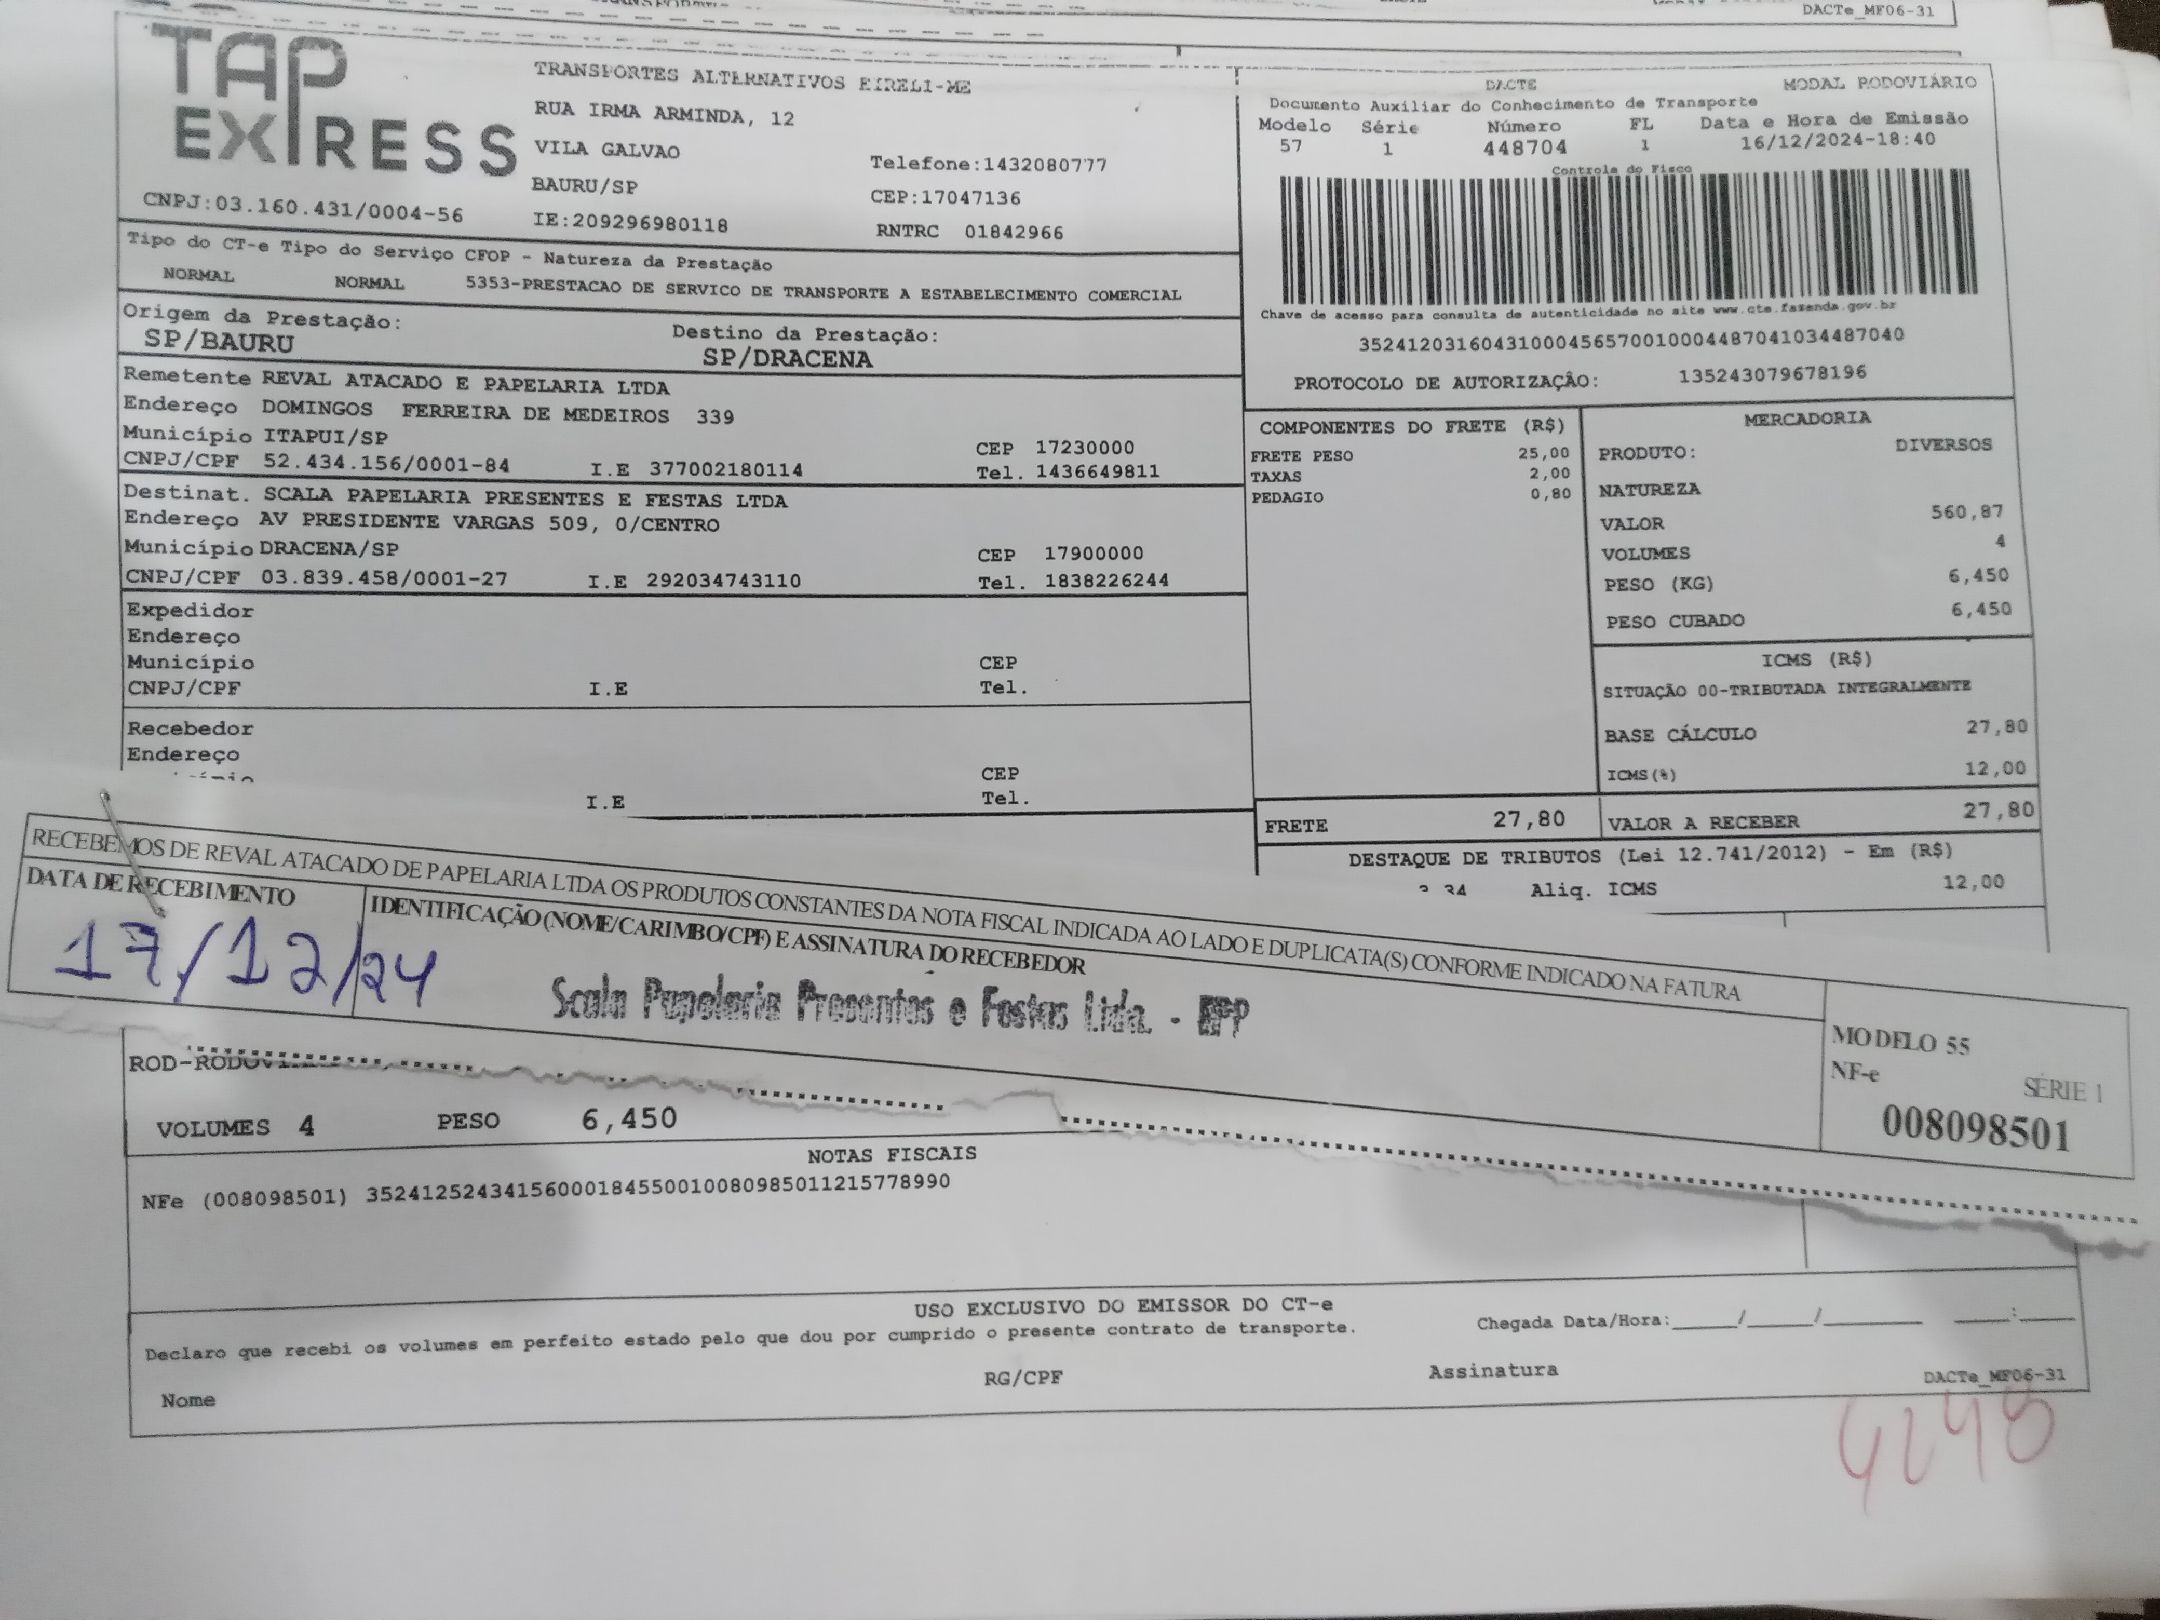 DACTe_MF06-31
TAP EXPRESS
CNPJ:03.160.431/0004-56
TRANSPORTES ALTERNATIVOS EIRELI-ME
RUA IRMA ARMINDA, 12
VILA GALVAO
Telefone:1432080777
BAURU/SP
CEP:17047136
IE:209296980118
RNTRC 01842966
DACTE MODAL RODOVIÁRIO
Documento Auxiliar do Conhecimento de Transporte
Modelo Série Número FL Data e Hora de Emissão
57 1 448704 1 16/12/2024-18:40
Controle do Fisco
Chave de acesso para consulta de autenticidade no site www.cte.fazenda.gov.br
35241203160431000456570010004487041034487040
PROTOCOLO DE AUTORIZAÇÃO: 135243079678196
Tipo do CT-e Tipo do Serviço CFOP - Natureza da Prestação
NORMAL NORMAL 5353-PRESTACAO DE SERVICO DE TRANSPORTE A ESTABELECIMENTO COMERCIAL
Origem da Prestação: Destino da Prestação:
SP/BAURU SP/DRACENA
Remetente REVAL ATACADO E PAPELARIA LTDA
Endereço DOMINGOS FERREIRA DE MEDEIROS 339
Município ITAPUI/SP CEP 17230000
CNPJ/CPF 52.434.156/0001-84 I.E 377002180114 Tel. 1436649811
Destinat. SCALA PAPELARIA PRESENTES E FESTAS LTDA
Endereço AV PRESIDENTE VARGAS 509, 0/CENTRO
Município DRACENA/SP CEP 17900000
CNPJ/CPF 03.839.458/0001-27 I.E 292034743110 Tel. 1838226244
Expedidor
Endereço
Município CEP
CNPJ/CPF I.E Tel.
Recebedor
Endereço
CEP
I.E Tel.
COMPONENTES DO FRETE (R$)
FRETE PESO 25,00
TAXAS 2,00
PEDAGIO 0,80
MERCADORIA
PRODUTO: DIVERSOS
NATUREZA
VALOR 560,87
VOLUMES 4
PESO (KG) 6,450
PESO CUBADO 6,450
ICMS (R$)
SITUAÇÃO 00-TRIBUTADA INTEGRALMENTE
BASE CÁLCULO 27,80
ICMS(%) 12,00
FRETE 27,80 VALOR A RECEBER 27,80
DESTAQUE DE TRIBUTOS (Lei 12.741/2012) - Em (R$)
Aliq. ICMS 12,00
RECEBEMOS DE REVAL ATACADO DE PAPELARIA LTDA OS PRODUTOS CONSTANTES DA NOTA FISCAL INDICADA AO LADO E DUPLICATA(S) CONFORME INDICADO NA FATURA
DATA DE RECEBIMENTO IDENTIFICAÇÃO (NOME/CARIMBO/CPF) E ASSINATURA DO RECEBEDOR
17/12/24
Scala Papelaria Presentes e Festas Ltda. - EPP
MODELO 55
NF-e SÉRIE 1
008098501
VOLUMES 4 PESO 6,450
NOTAS FISCAIS
NFe (008098501) 35241252434156000184550010080985011215778990
USO EXCLUSIVO DO EMISSOR DO CT-e
Declaro que recebi os volumes em perfeito estado pelo que dou por cumprido o presente contrato de transporte.
Chegada Data/Hora:_____/_____/_______ ____:____
Nome RG/CPF Assinatura
DACTe_MF06-31